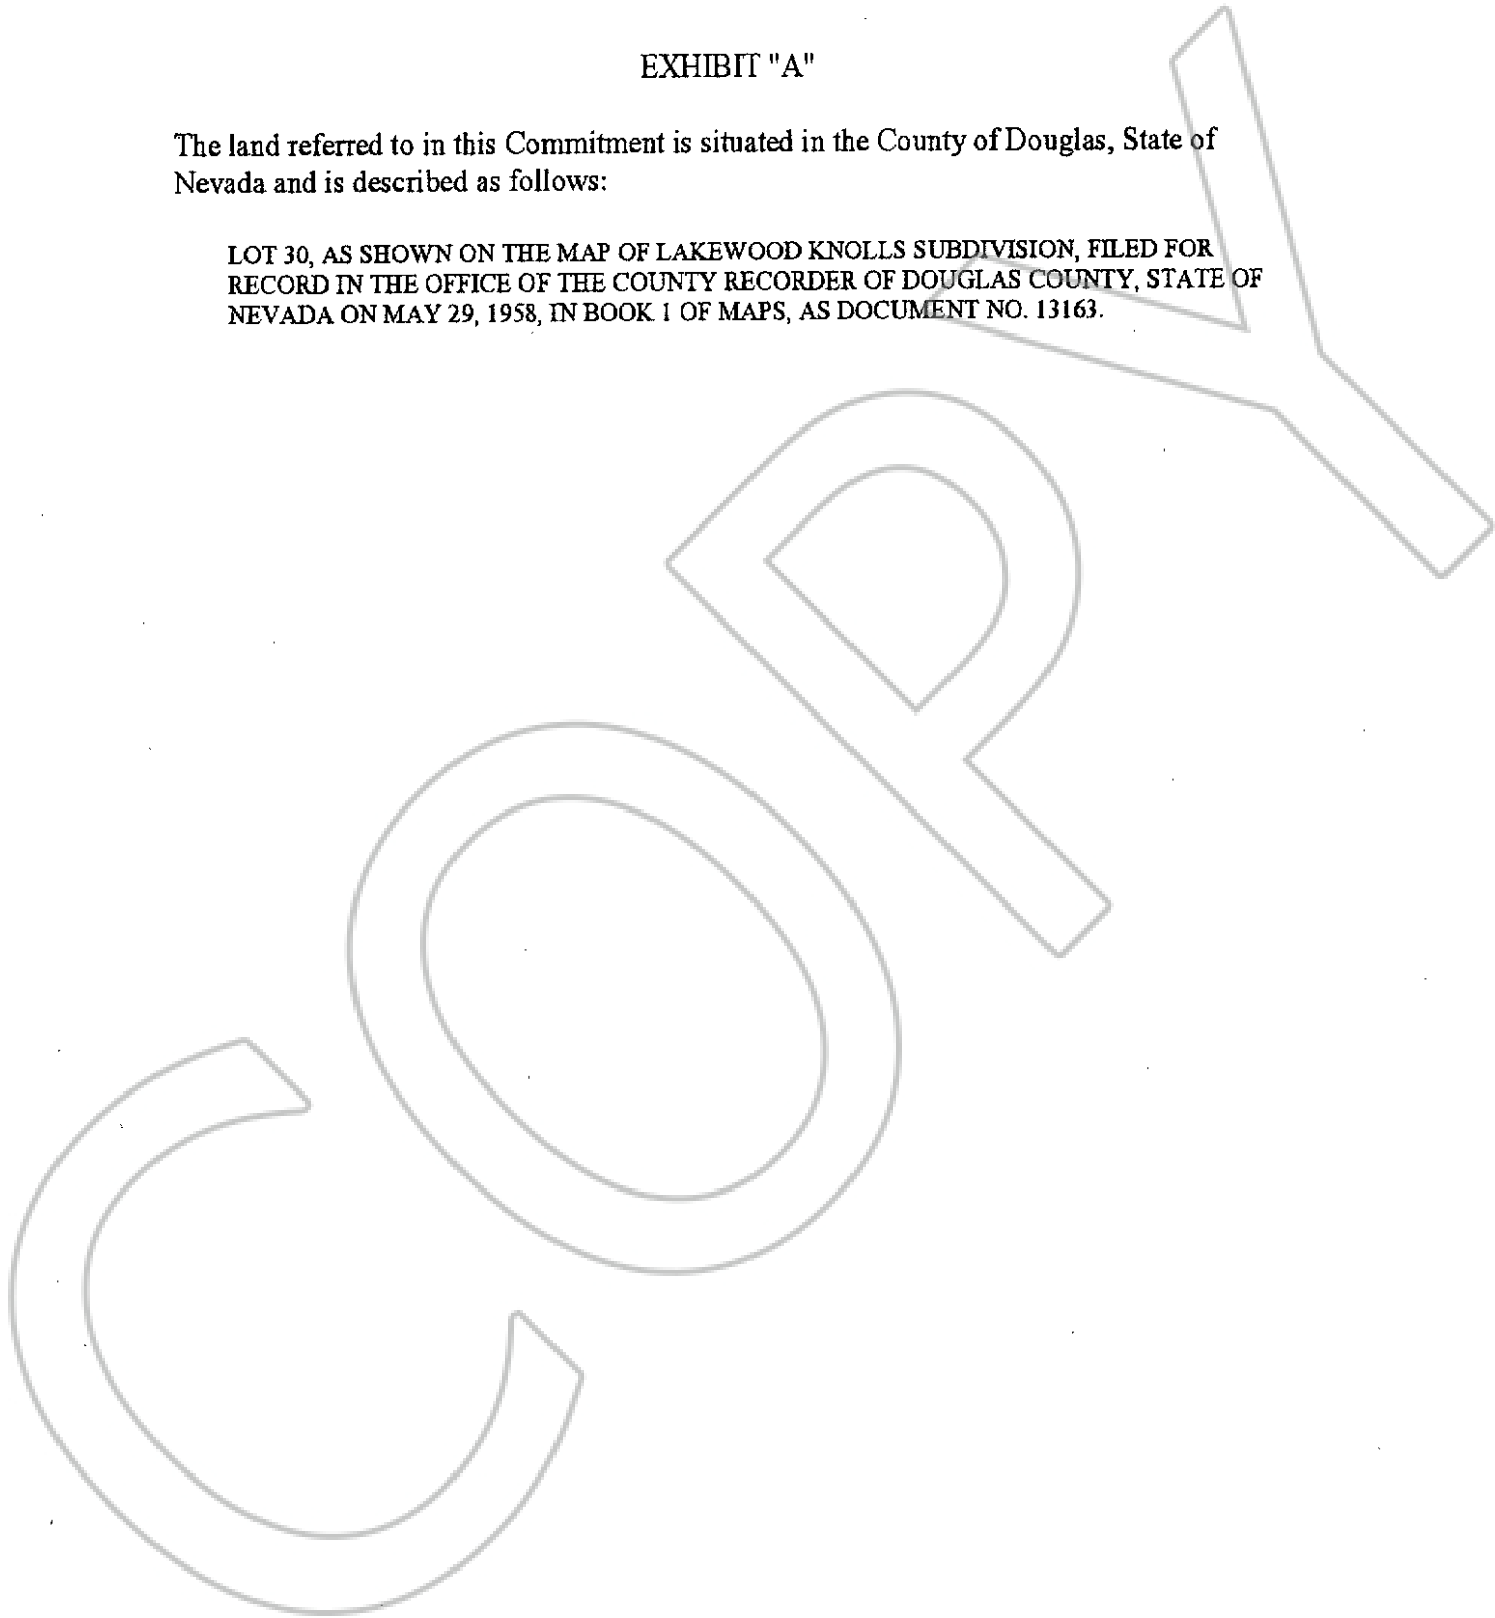 EXHIBIT "A"
The land referred to in this Commitment is situated in the County of Douglas, State of
Nevada and is described as follows:
LOT 30, AS SHOWN ON THE MAP OF LAKEWOOD KNOLLS SUBDIVISION, FILED FOR
RECORD IN THE OFFICE OF THE COUNTY RECORDER OF DOUGLAS COUNTY, STATE OF
NEVADA ON MAY 29, 1958, IN BOOK 1 OF MAPS, AS DOCUMENT NO. 13163.
COPY